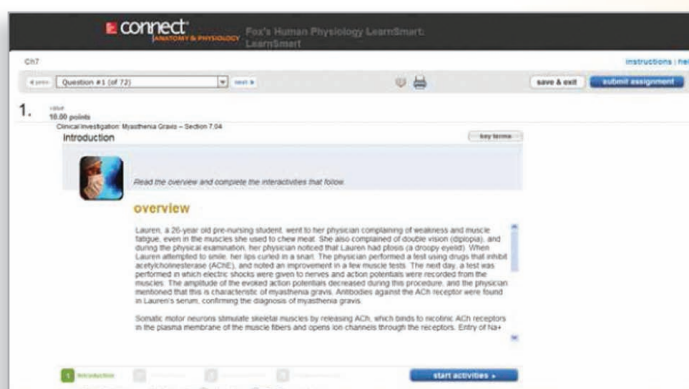 connect
ANATOMY & PHYSIOLOGY
Fox's Human Physiology LearnSmart:
LearnSmart
Ch7
instructions | hel
prev
Question #1 (of 72)
next
save & exit
submit assignment
1.
value
10.00 points
Clinical Investigation: Myasthenia Gravis – Section 7.04
Introduction
key terms
Read the overview and complete the interactivities that follow.
overview
Lauren, a 26-year old pre-nursing student, went to her physician complaining of weakness and muscle
fatigue, even in the muscles she used to chew meat. She also complained of double vision (diplopia), and
during the physical examination, her physician noticed that Lauren had ptosis (a droopy eyelid). When
Lauren attempted to smile, her lips curled in a snarl. The physician performed a test using drugs that inhibit
acetylcholinesterase (AChE), and noted an improvement in a few muscle tests. The next day, a test was
performed in which electric shocks were given to nerves and action potentials were recorded from the
muscles. The amplitude of the evoked action potentials decreased during this procedure, and the physician
mentioned that this is characteristic of myasthenia gravis. Antibodies against the ACh receptor were found
in Lauren's serum, confirming the diagnosis of myasthenia gravis.
Somatic motor neurons stimulate skeletal muscles by releasing ACh, which binds to nicotinic ACh receptors
in the plasma membrane of the muscle fibers and opens ion channels through the receptors. Entry of Na+
1 introduction
start activities